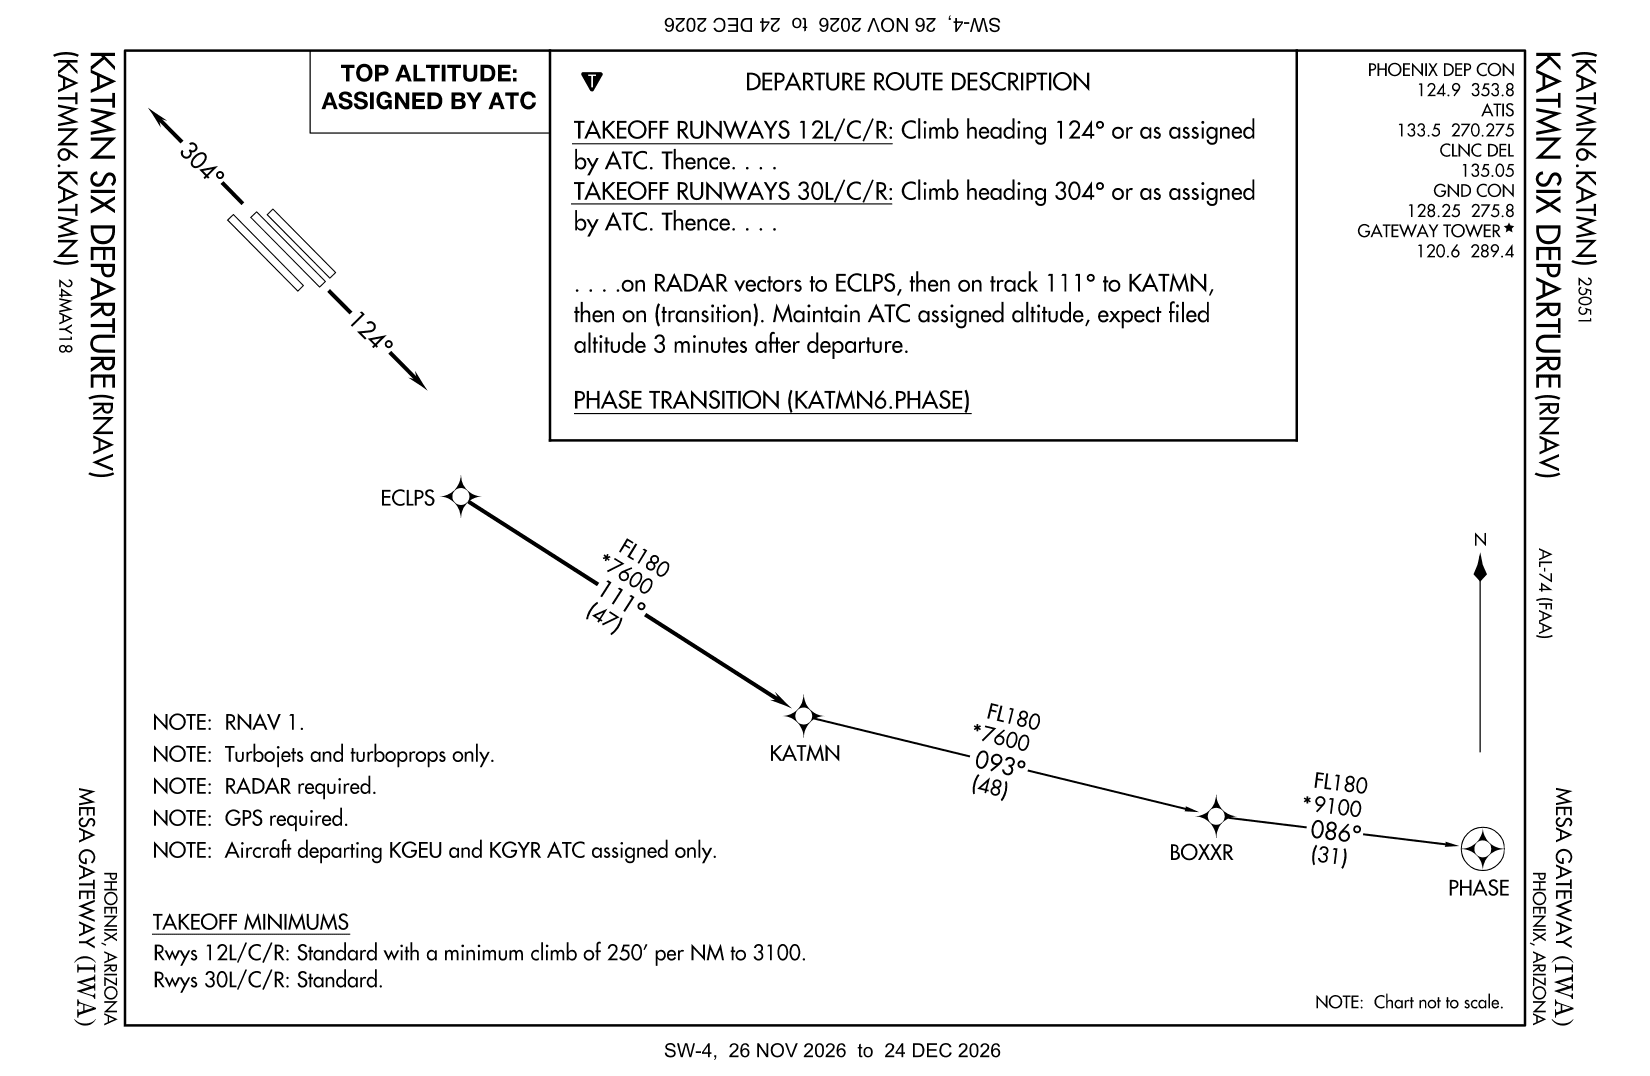 SW-4, 26 NOV 2026 to 24 DEC 2026
(KATMN6.KATMN) 24MAY18
KATMN SIX DEPARTURE (RNAV)
MESA GATEWAY (IWA)
PHOENIX, ARIZONA
TOP ALTITUDE:
ASSIGNED BY ATC
T
DEPARTURE ROUTE DESCRIPTION
TAKEOFF RUNWAYS 12L/C/R: Climb heading 124° or as assigned
by ATC. Thence. . . .
TAKEOFF RUNWAYS 30L/C/R: Climb heading 304° or as assigned
by ATC. Thence. . . .
. . . .on RADAR vectors to ECLPS, then on track 111° to KATMN,
then on (transition). Maintain ATC assigned altitude, expect filed
altitude 3 minutes after departure.
PHASE TRANSITION (KATMN6.PHASE)
PHOENIX DEP CON
124.9 353.8
ATIS
133.5 270.275
CLNC DEL
135.05
GND CON
128.25 275.8
GATEWAY TOWER★
120.6 289.4
304°
124°
ECLPS
FL180
*7600
111°
(47)
KATMN
FL180
*7600
093°
(48)
BOXXR
FL180
*9100
086°
(31)
PHASE
N
NOTE: RNAV 1.
NOTE: Turbojets and turboprops only.
NOTE: RADAR required.
NOTE: GPS required.
NOTE: Aircraft departing KGEU and KGYR ATC assigned only.
TAKEOFF MINIMUMS
Rwys 12L/C/R: Standard with a minimum climb of 250' per NM to 3100.
Rwys 30L/C/R: Standard.
NOTE: Chart not to scale.
(KATMN6.KATMN) 25051
KATMN SIX DEPARTURE (RNAV)
AL-74 (FAA)
MESA GATEWAY (IWA)
PHOENIX, ARIZONA
SW-4, 26 NOV 2026 to 24 DEC 2026